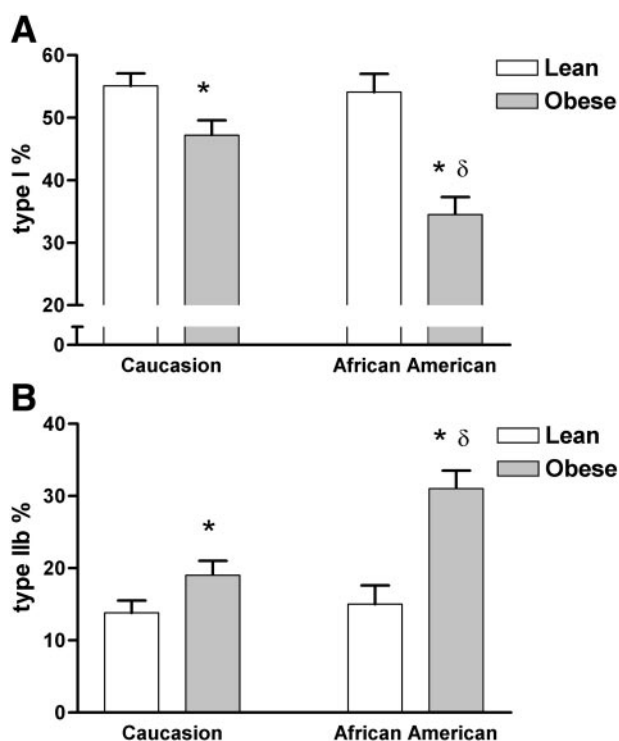 A
60
50
40
30
20
0
type I %
*
* δ
Lean
Obese
Caucasion
African American
B
40
30
20
10
0
type IIb %
*
* δ
Lean
Obese
Caucasion
African American